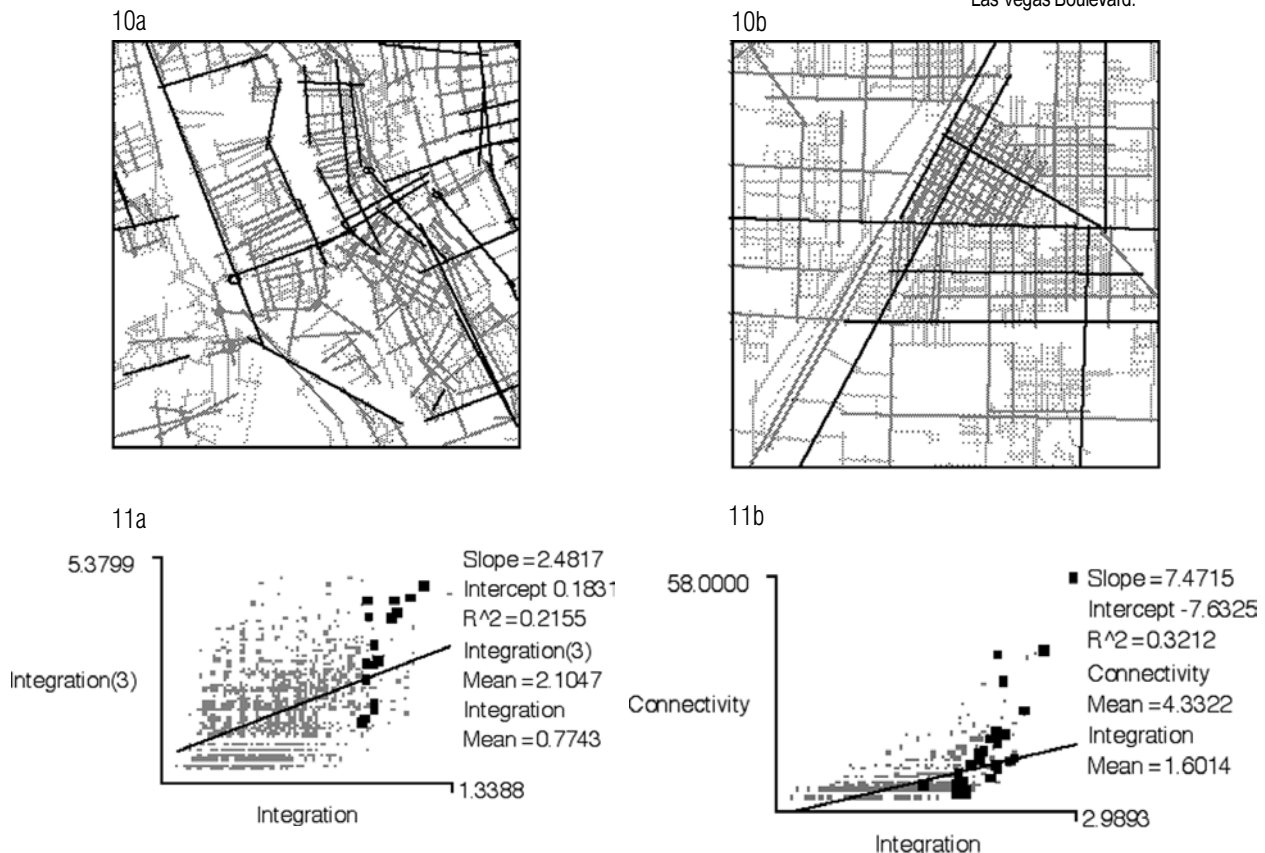 Las Vegas Boulevard.
10a
10b
11a
5.3799
Integration(3)
Slope = 2.4817
Intercept 0.1831
R^2 = 0.2155
Integration(3)
Mean = 2.1047
Integration
Mean = 0.7743
1.3388
Integration
11b
58.0000
Connectivity
Slope = 7.4715
Intercept -7.6325
R^2 = 0.3212
Connectivity
Mean = 4.3322
Integration
Mean = 1.6014
2.9893
Integration